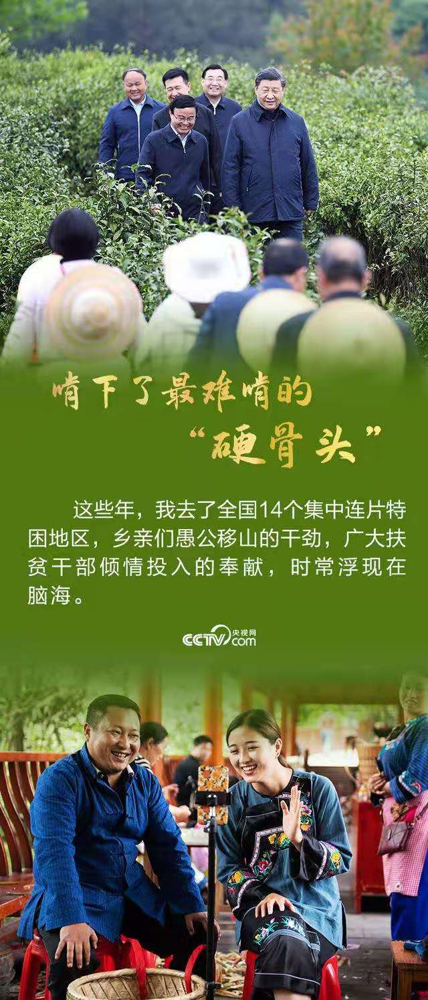 啃下了最难啃的
“硬骨头”
这些年，我去了全国14个集中连片特
困地区，乡亲们愚公移山的干劲，广大扶
贫干部倾情投入的奉献，时常浮现在
脑海。
CCTV央视网
com